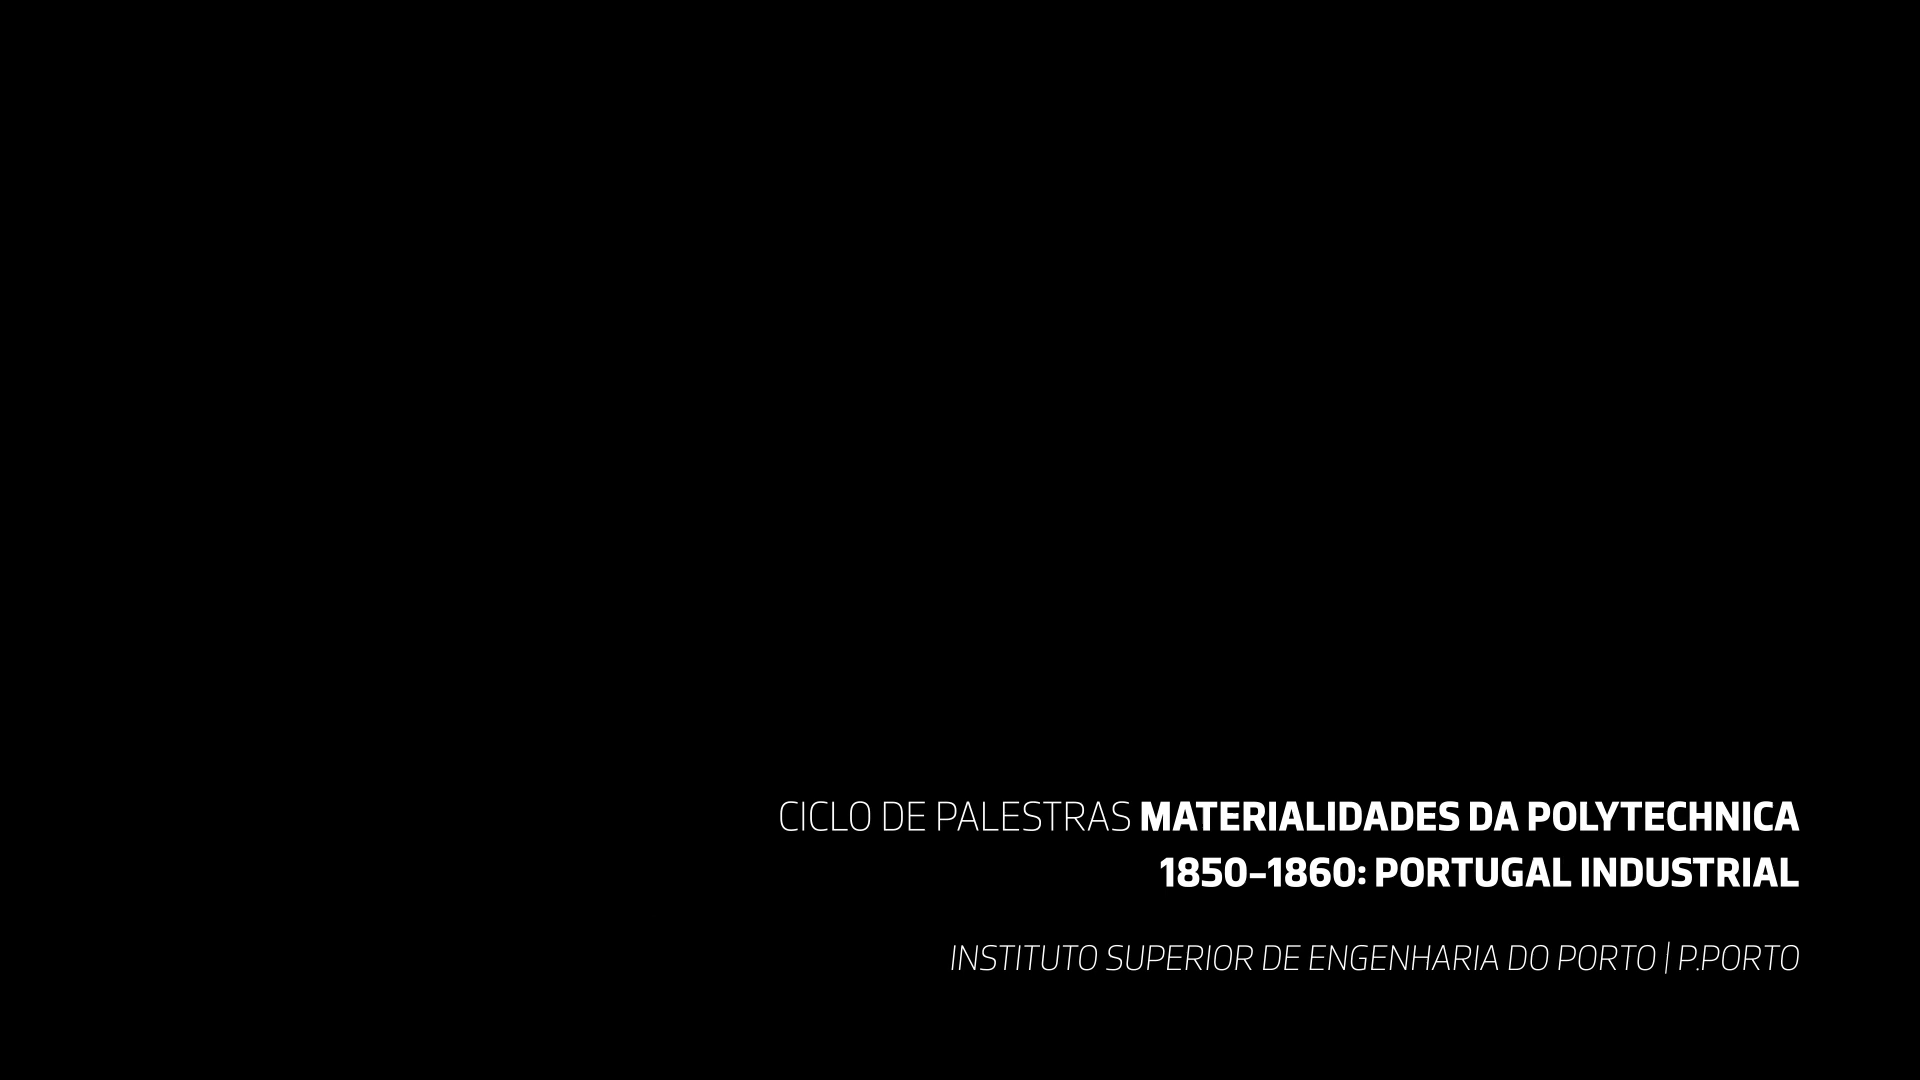 CICLO DE PALESTRAS MATERIALIDADES DA POLYTECHNICA
1850–1860: PORTUGAL INDUSTRIAL
INSTITUTO SUPERIOR DE ENGENHARIA DO PORTO | P.PORTO